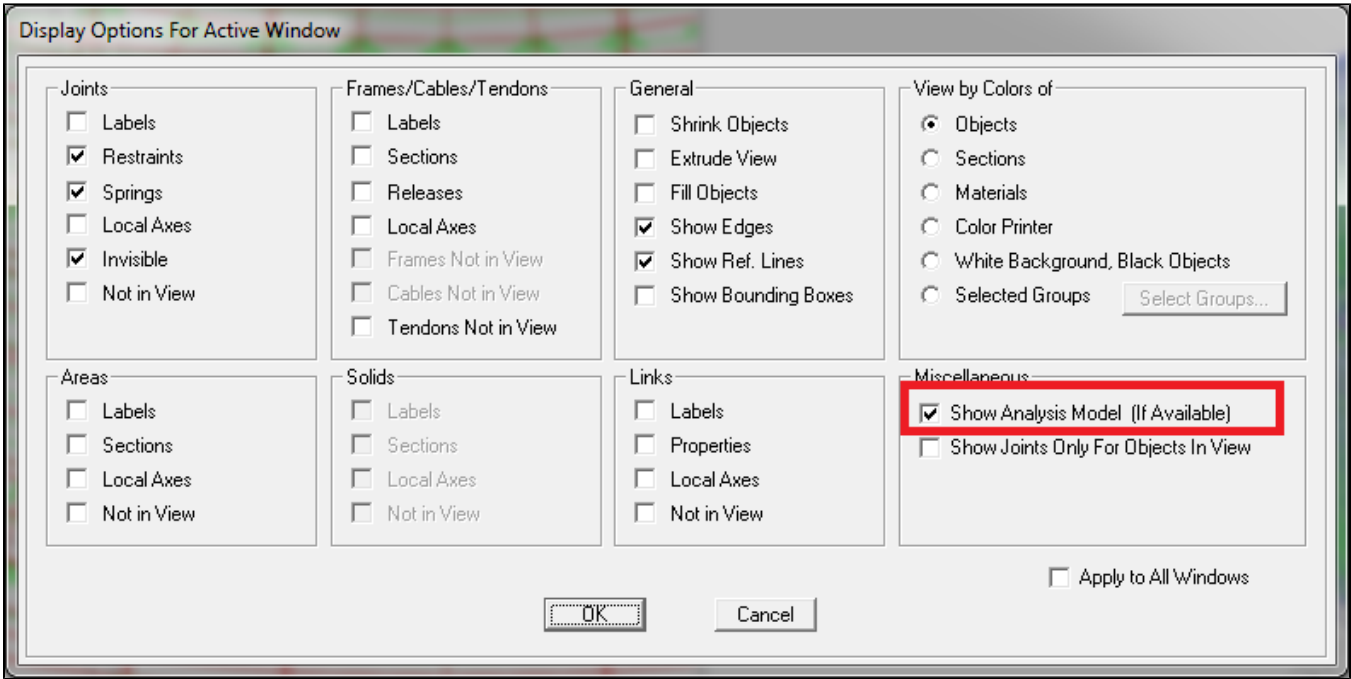 Display Options For Active Window
Joints
Labels
Restraints
Springs
Local Axes
Invisible
Not in View
Frames/Cables/Tendons
Labels
Sections
Releases
Local Axes
Frames Not in View
Cables Not in View
Tendons Not in View
General
Shrink Objects
Extrude View
Fill Objects
Show Edges
Show Ref. Lines
Show Bounding Boxes
View by Colors of
Objects
Sections
Materials
Color Printer
White Background, Black Objects
Selected Groups
Select Groups...
Areas
Labels
Sections
Local Axes
Not in View
Solids
Labels
Sections
Local Axes
Not in View
Links
Labels
Properties
Local Axes
Not in View
Miscellaneous
Show Analysis Model (If Available)
Show Joints Only For Objects In View
Apply to All Windows
OK
Cancel